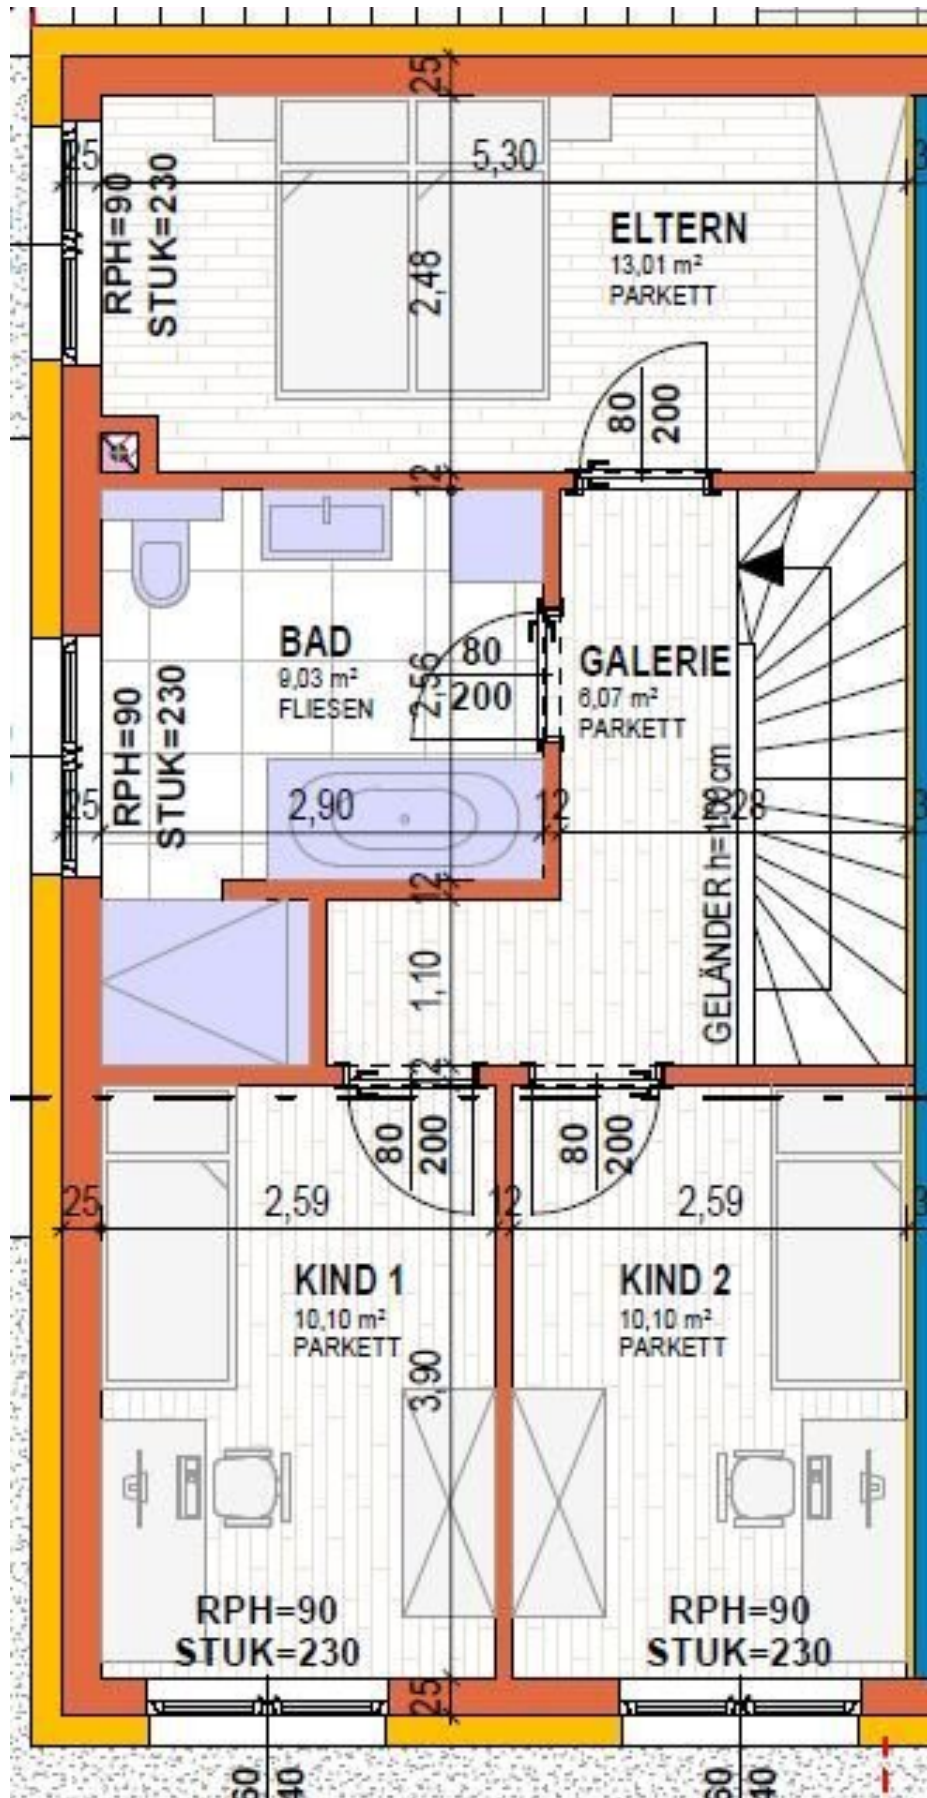 25
5,30
25
RPH=90
STUK=230
ELTERN
13,01 m²
PARKETT
2,48
80
200
12
BAD
9,03 m²
FLIESEN
2,56
80
200
GALERIE
6,07 m²
PARKETT
RPH=90
STUK=230
25
2,90
12
GELÄNDER h=100cm
12
1,10
12
80
200
80
200
25
2,59
12
2,59
KIND 1
10,10 m²
PARKETT
KIND 2
10,10 m²
PARKETT
3,90
RPH=90
STUK=230
RPH=90
STUK=230
25